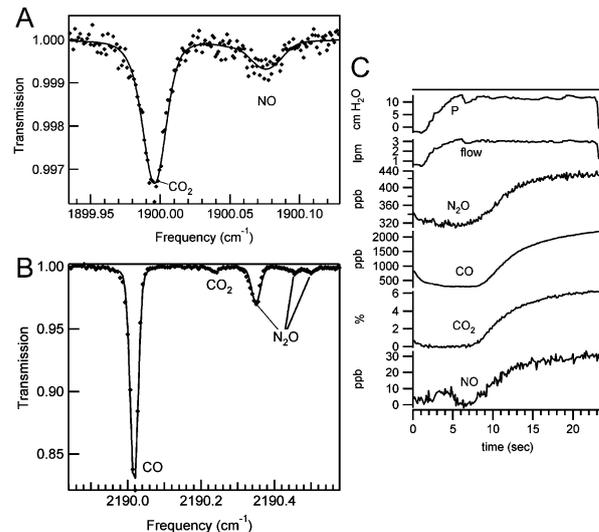 A
1.000
0.999
0.998
0.997
Transmission
NO
CO2
1899.95 1900.00 1900.05 1900.10
Frequency (cm-1)
B
1.00
0.95
0.90
0.85
Transmission
CO2
N2O
CO
2190.0 2190.2 2190.4
Frequency (cm-1)
C
cm H2O
10
5
0
P
lpm
3
2
1
flow
ppb
440
400
360
320
N2O
ppb
2000
1500
1000
500
CO
%
6
4
2
0
CO2
ppb
30
20
10
0
NO
0 5 10 15 20
time (sec)